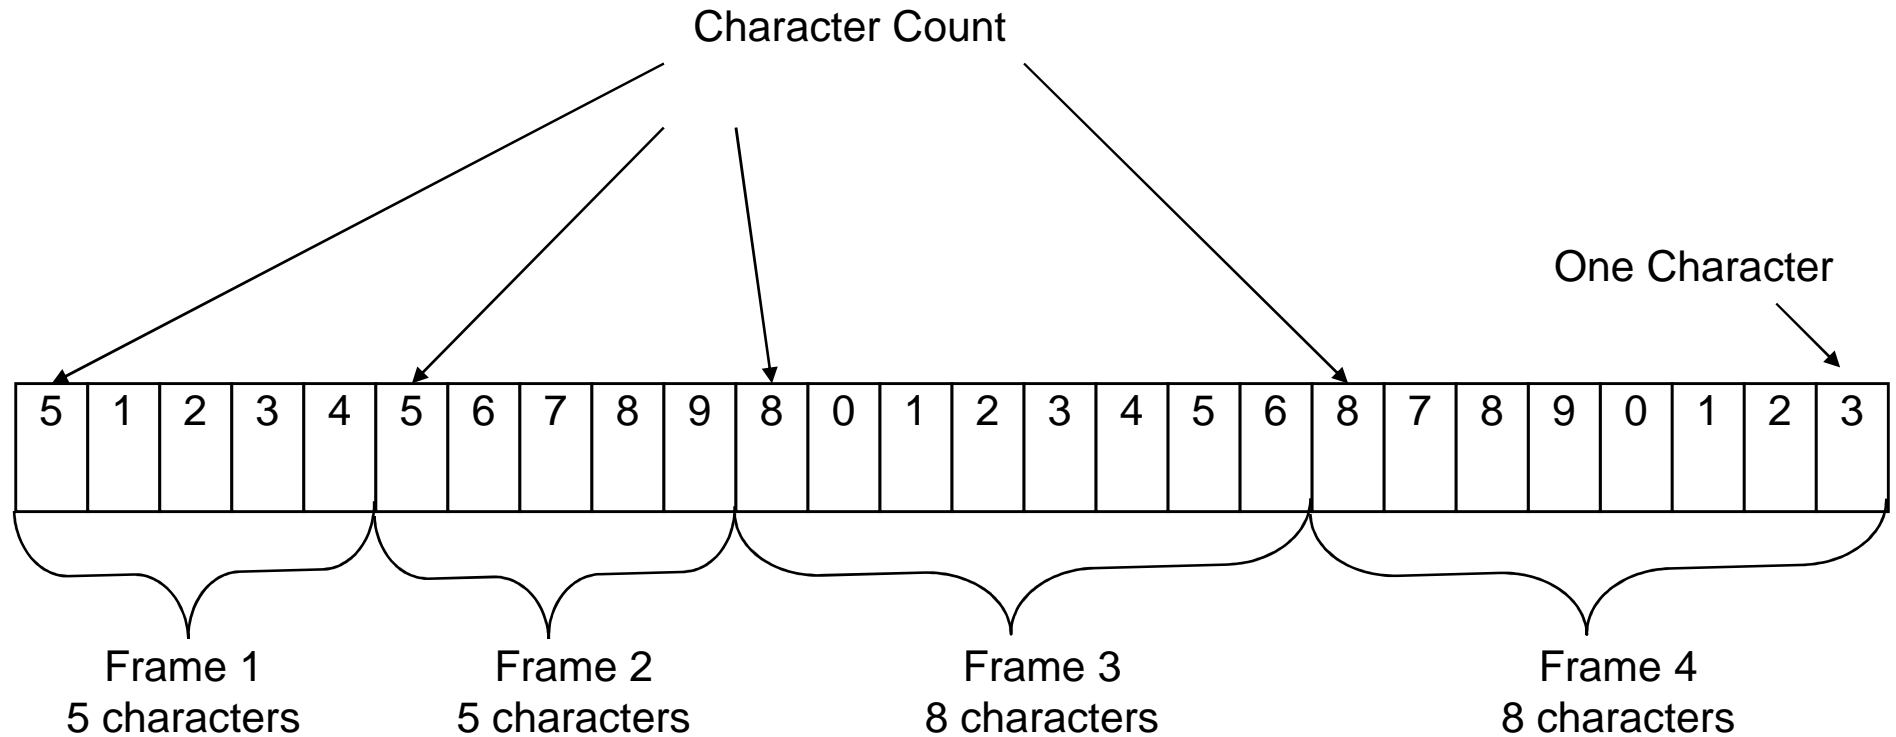 Character Count
One Character
5 1 2 3 4 5 6 7 8 9 8 0 1 2 3 4 5 6 8 7 8 9 0 1 2 3
Frame 1
5 characters
Frame 2
5 characters
Frame 3
8 characters
Frame 4
8 characters